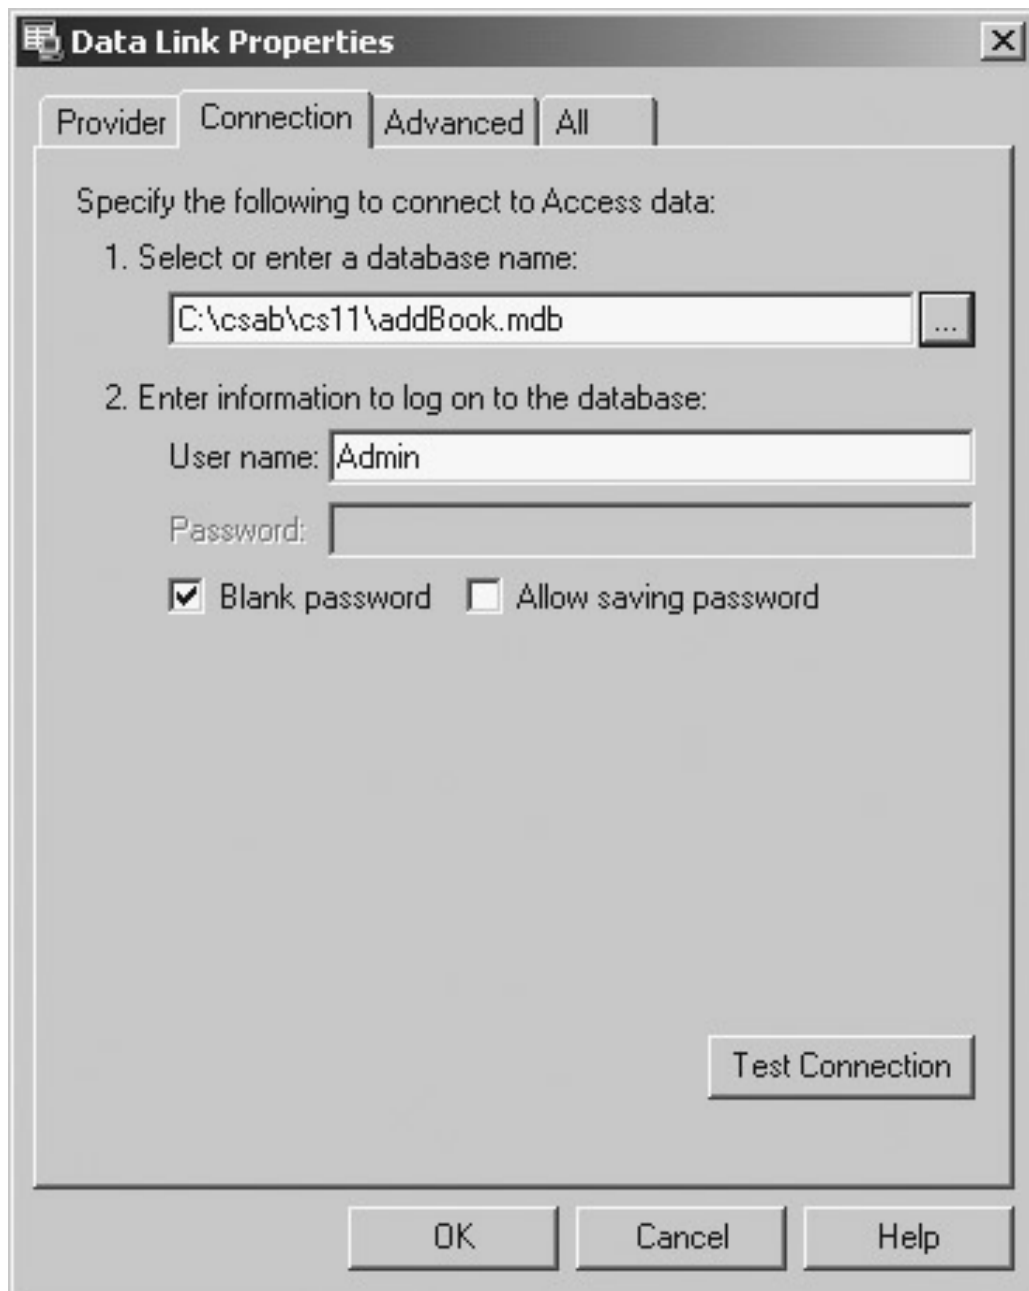 Data Link Properties
Provider Connection Advanced All
Specify the following to connect to Access data:
1. Select or enter a database name:
C:\csab\cs11\addBook.mdb ...
2. Enter information to log on to the database:
User name: Admin
Password:
Blank password Allow saving password
Test Connection
OK Cancel Help